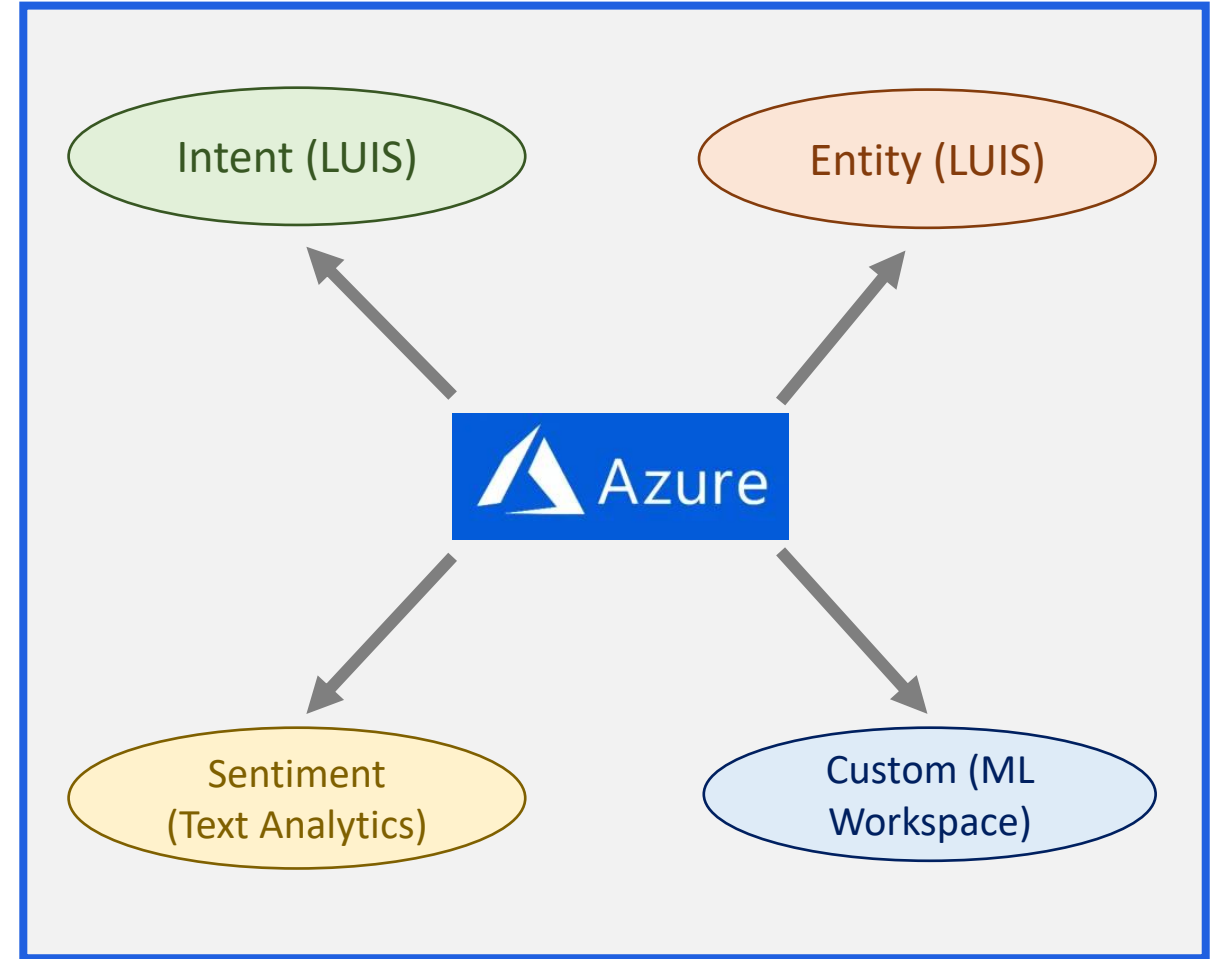 Intent (LUIS)
Entity (LUIS)
Azure
Sentiment
(Text Analytics)
Custom (ML
Workspace)